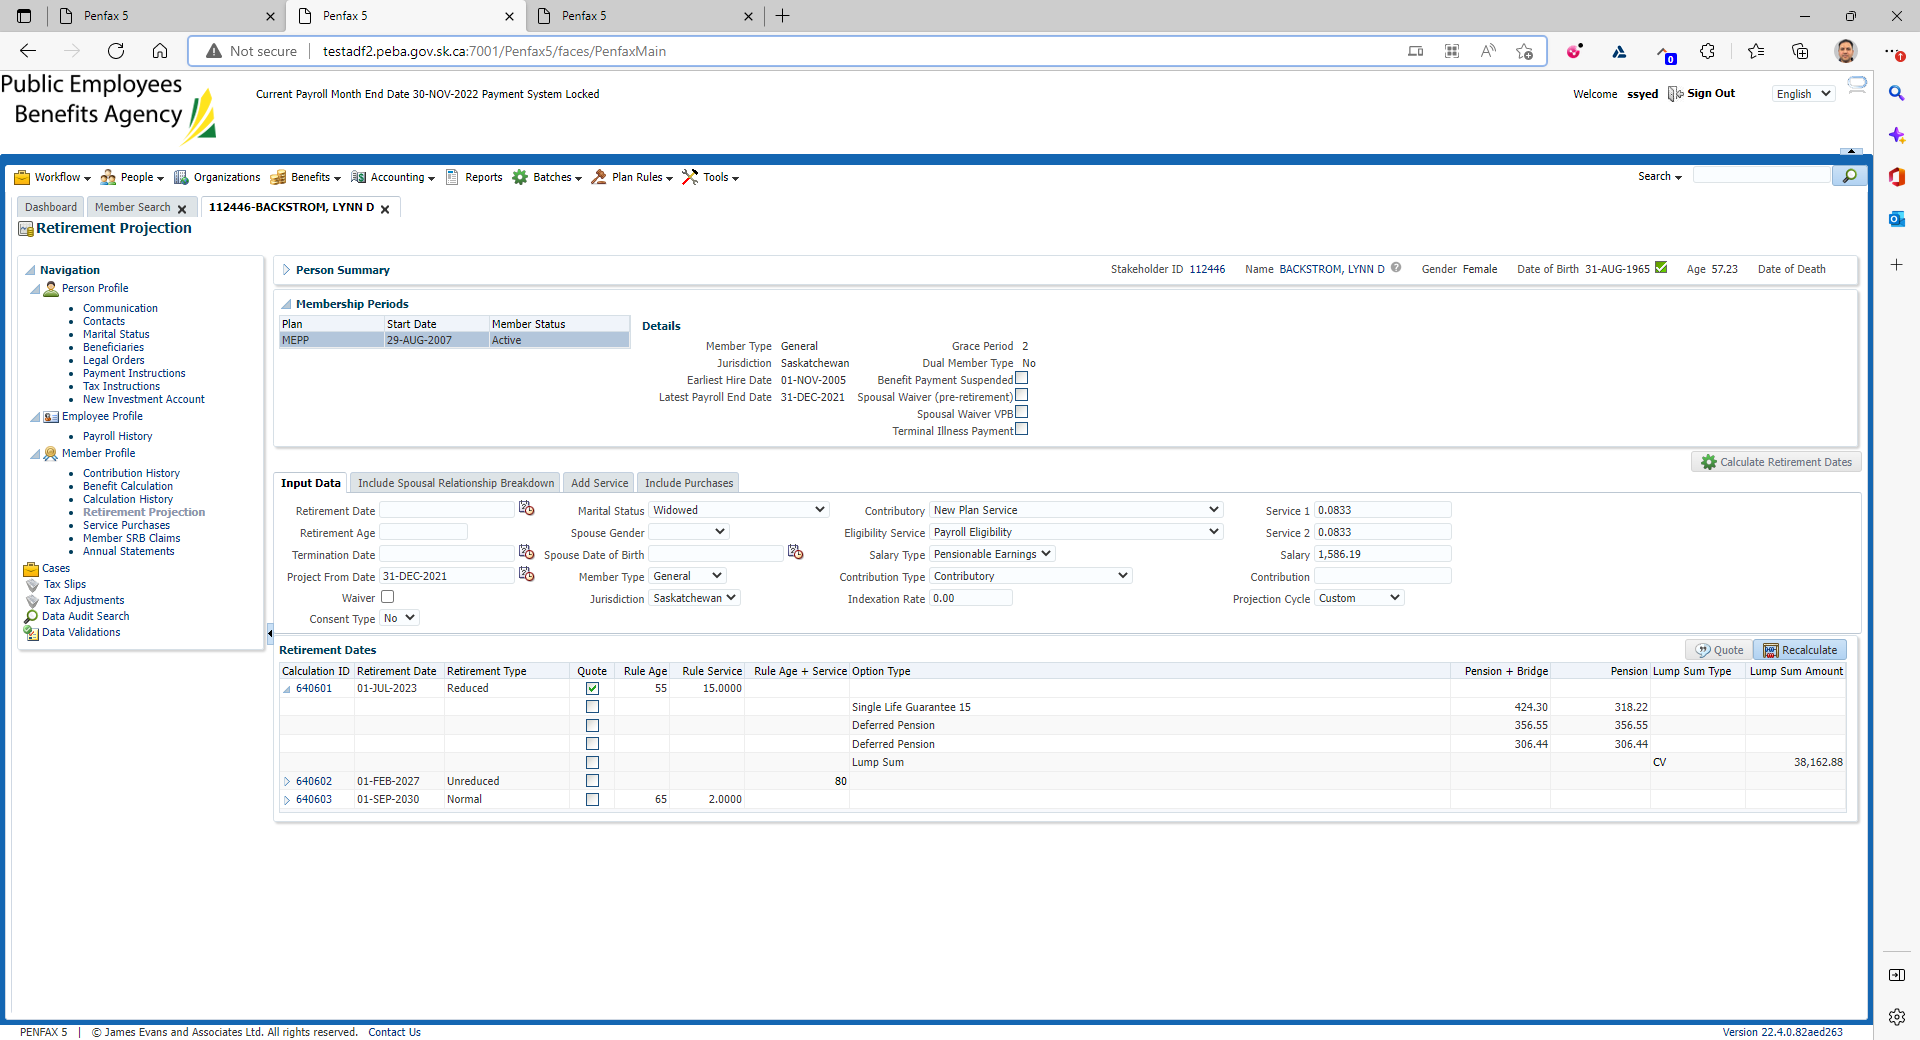 Penfax 5
Penfax 5
Penfax 5
Not secure
testadf2.peba.gov.sk.ca:7001/Penfax5/faces/PenfaxMain
0
1
Public Employees
Benefits Agency
Current Payroll Month End Date 30-NOV-2022 Payment System Locked
Welcome ssyed Sign Out English
Workflow People Organizations Benefits Accounting Reports Batches Plan Rules Tools Search
Dashboard Member Search 112446-BACKSTROM, LYNN D
Retirement Projection
Navigation
Person Profile
Communication
Contacts
Marital Status
Beneficiaries
Legal Orders
Payment Instructions
Tax Instructions
New Investment Account
Employee Profile
Payroll History
Member Profile
Contribution History
Benefit Calculation
Calculation History
Retirement Projection
Service Purchases
Member SRB Claims
Annual Statements
Cases
Tax Slips
Tax Adjustments
Data Audit Search
Data Validations
Person Summary Stakeholder ID 112446 Name BACKSTROM, LYNN D Gender Female Date of Birth 31-AUG-1965 Age 57.23 Date of Death
Membership Periods
Plan Start Date Member Status
MEPP 29-AUG-2007 Active
Details
Member Type General Grace Period 2
Jurisdiction Saskatchewan Dual Member Type No
Earliest Hire Date 01-NOV-2005 Benefit Payment Suspended
Latest Payroll End Date 31-DEC-2021 Spousal Waiver (pre-retirement)
Spousal Waiver VPB
Terminal Illness Payment
Calculate Retirement Dates
Input Data Include Spousal Relationship Breakdown Add Service Include Purchases
Retirement Date Marital Status Widowed Contributory New Plan Service Service 1 0.0833
Retirement Age Spouse Gender Eligibility Service Payroll Eligibility Service 2 0.0833
Termination Date Spouse Date of Birth Salary Type Pensionable Earnings Salary 1,586.19
Project From Date 31-DEC-2021 Member Type General Contribution Type Contributory Contribution
Waiver Jurisdiction Saskatchewan Indexation Rate 0.00 Projection Cycle Custom
Consent Type No
Retirement Dates Quote Recalculate
Calculation ID Retirement Date Retirement Type Quote Rule Age Rule Service Rule Age + Service Option Type Pension + Bridge Pension Lump Sum Type Lump Sum Amount
640601 01-JUL-2023 Reduced 55 15.0000
Single Life Guarantee 15 424.30 318.22
Deferred Pension 356.55 356.55
Deferred Pension 306.44 306.44
Lump Sum CV 38,162.88
640602 01-FEB-2027 Unreduced 80
640603 01-SEP-2030 Normal 65 2.0000
PENFAX 5 | © James Evans and Associates Ltd. All rights reserved. Contact Us Version 22.4.0.82aed263